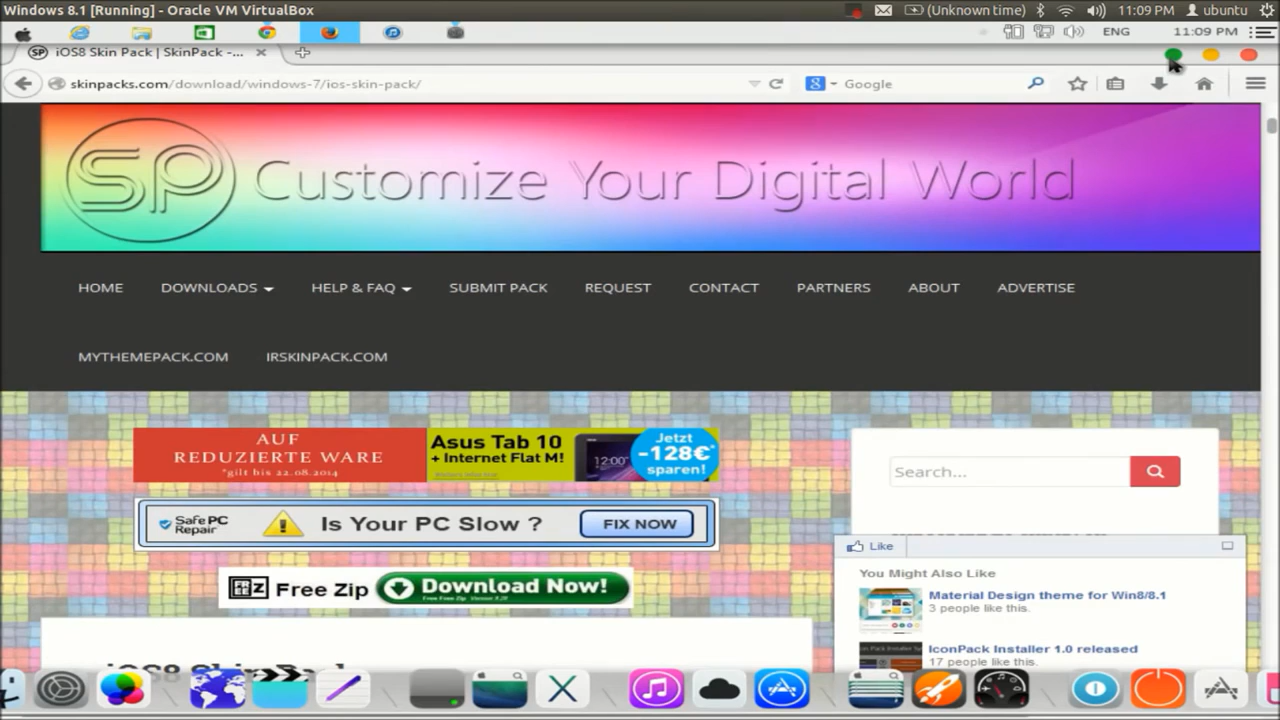 Windows 8.1 [Running] - Oracle VM VirtualBox
(Unknown time)
11:09 PM
ubuntu
ENG
11:09 PM
SP
iOS8 Skin Pack | SkinPack -...
skinpacks.com/download/windows-7/ios-skin-pack/
Google
SP Customize Your Digital World
HOME
DOWNLOADS
HELP & FAQ
SUBMIT PACK
REQUEST
CONTACT
PARTNERS
ABOUT
ADVERTISE
MYTHEMEPACK.COM
IRSKINPACK.COM
AUF
REDUZIERTE WARE
*gilt bis 22.08.2014
Asus Tab 10
+ Internet Flat M!
12:00
Jetzt
-128€*
sparen!
Search...
Safe PC
Repair
Is Your PC Slow ?
FIX NOW
Like
You Might Also Like
FREE Z
Free Zip
Download Now!
Material Design theme for Win8/8.1
3 people like this.
IconPack Installer 1.0 released
17 people like this.